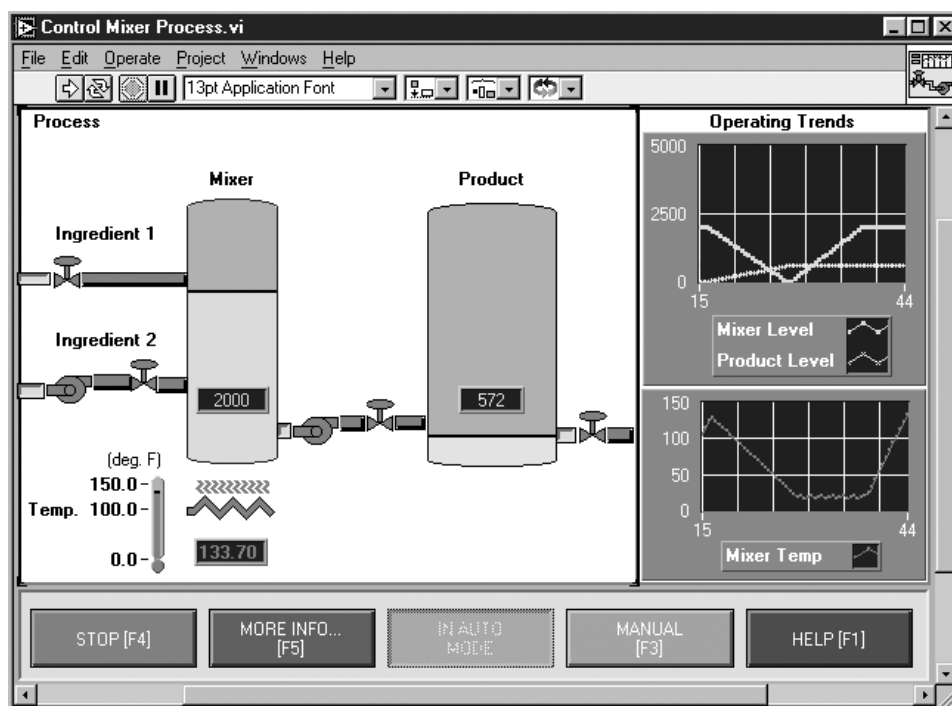 Control Mixer Process.vi
File Edit Operate Project Windows Help
13pt Application Font
Process
Mixer
Product
Ingredient 1
Ingredient 2
2000
572
(deg. F)
150.0
Temp. 100.0
0.0
133.70
Operating Trends
5000
2500
0
15 44
Mixer Level
Product Level
150
100
50
0
15 44
Mixer Temp
STOP [F4]
MORE INFO...
[F5]
IN AUTO
MODE
MANUAL
[F3]
HELP [F1]